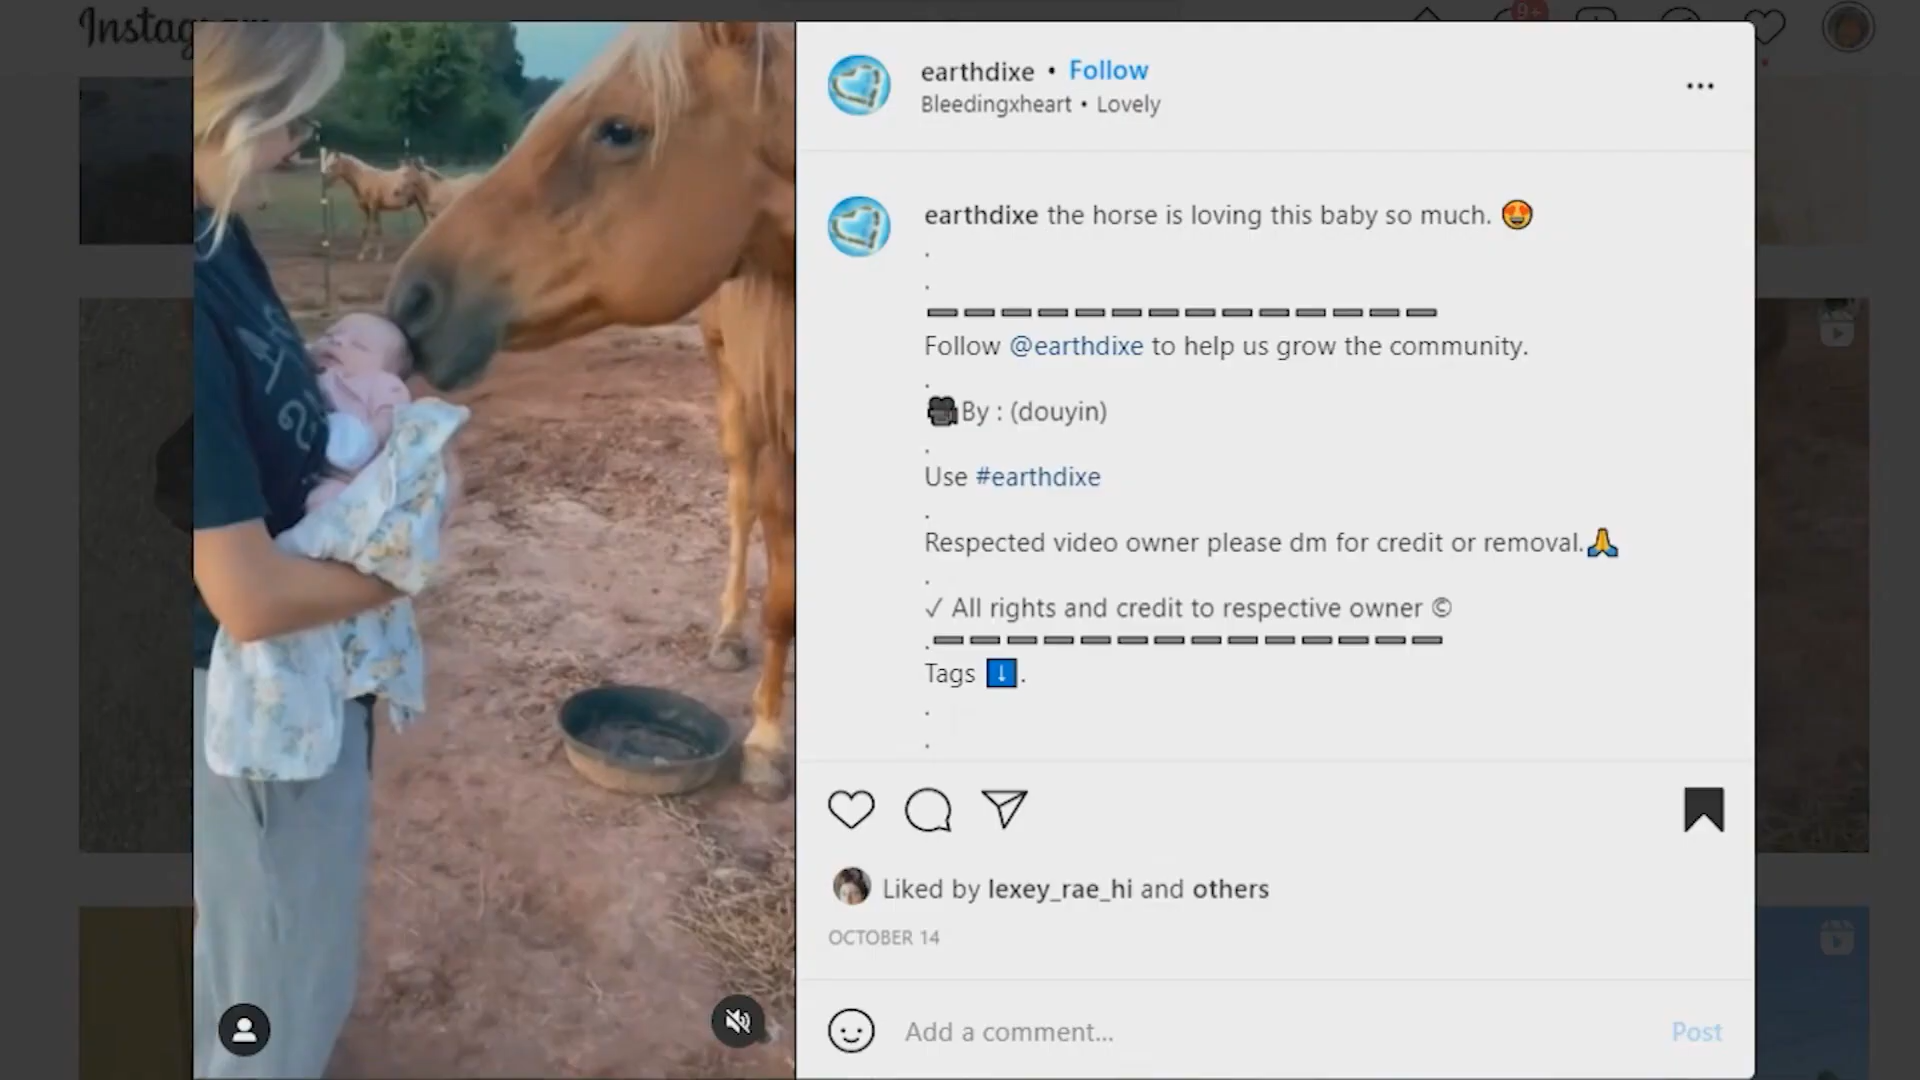 9+
earthdixe • Follow
Bleedingxheart • Lovely
earthdixe the horse is loving this baby so much. 😍
.
.
➖➖➖➖➖➖➖➖➖➖➖➖➖➖
Follow @earthdixe to help us grow the community.
.
🎥By : (douyin)
.
Use #earthdixe
.
Respected video owner please dm for credit or removal.🙏
.
✓ All rights and credit to respective owner ©
.➖➖➖➖➖➖➖➖➖➖➖➖➖➖
Tags ⬇️.
.
.
Liked by lexey_rae_hi and others
OCTOBER 14
Add a comment...
Post